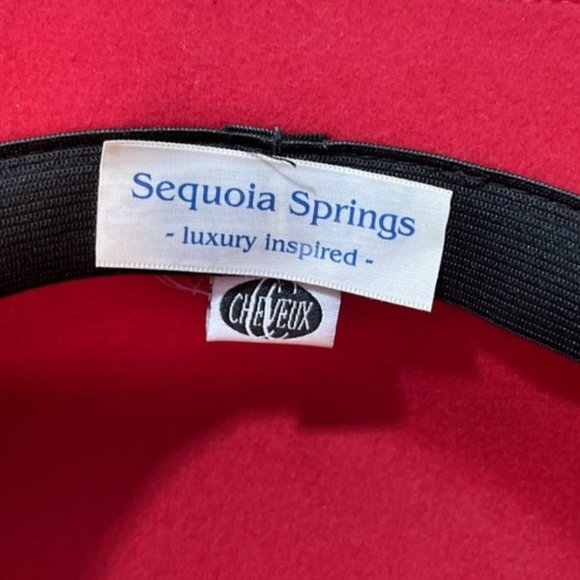 Sequoia Springs
- luxury inspired -
CHEVEUX